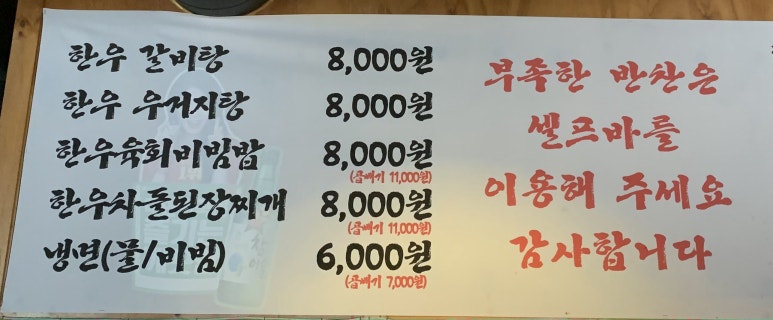 한우 갈비탕 8,000원
한우 우거지탕 8,000원
한우육회비빔밥 8,000원
(곱빼기 11,000원)
한우차돌된장찌개 8,000원
(곱빼기 11,000원)
냉면(물/비빔) 6,000원
(곱빼기 7,000원)
부족한 반찬은
셀프바를
이용해 주세요
감사합니다